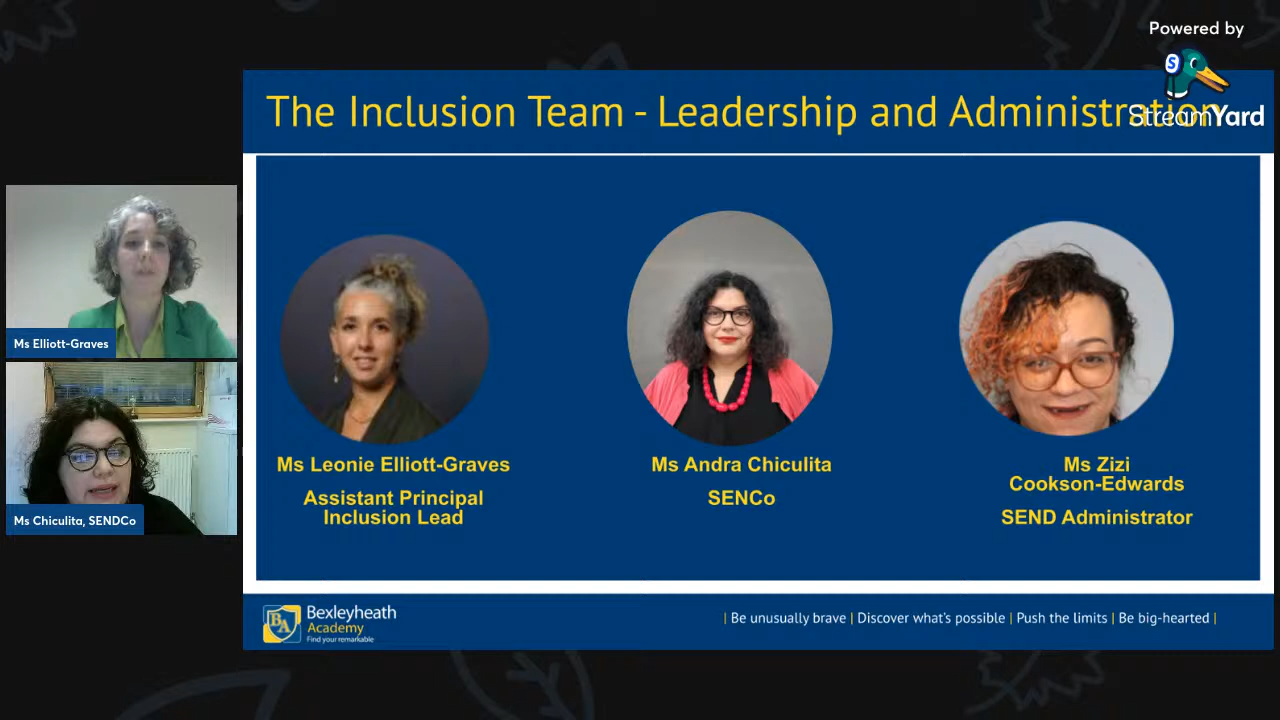 Powered by
StreamYard
The Inclusion Team - Leadership and Administration
Ms Elliott-Graves
Ms Chiculita, SENDCo
Ms Leonie Elliott-Graves
Assistant Principal
Inclusion Lead
Ms Andra Chiculita
SENCo
Ms Zizi
Cookson-Edwards
SEND Administrator
BA
Bexleyheath
Academy
Find your remarkable
| Be unusually brave | Discover what's possible | Push the limits | Be big-hearted |